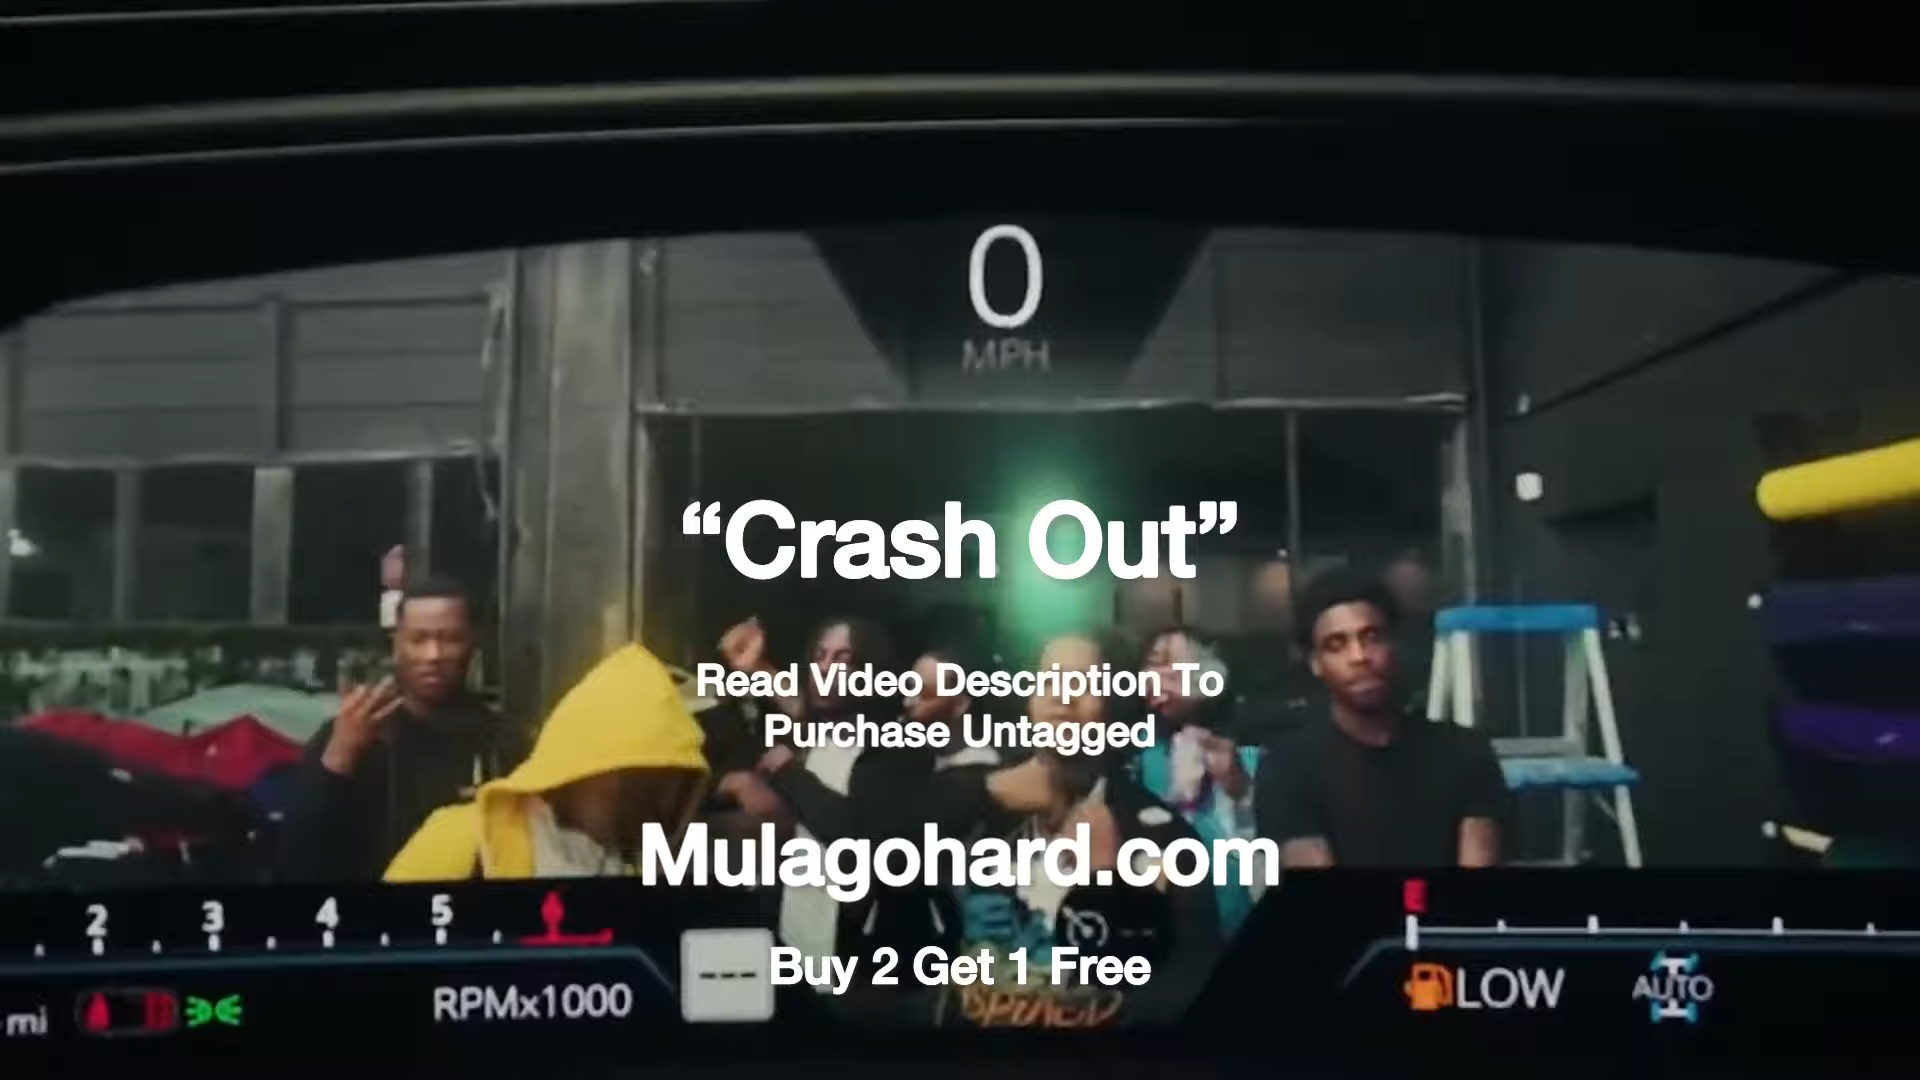 0
MPH
“Crash Out”
Read Video Description To
Purchase Untagged
Mulagohard.com
Buy 2 Get 1 Free
2 3 4 5 6
E
mi
RPMx1000
---
LOW
AUTO